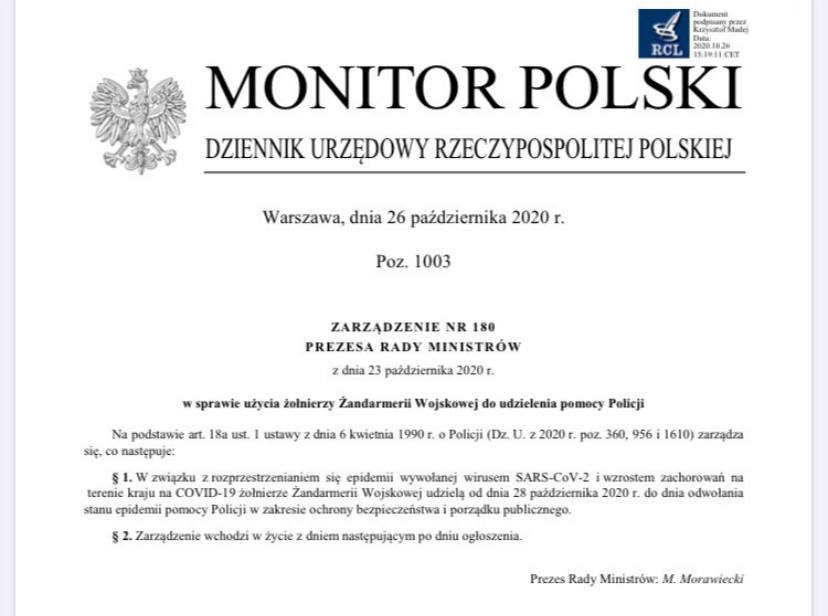 Dokument
podpisany przez
Krzysztof Madej
Data:
2020.10.26
15:19:11 CET
RCL
MONITOR POLSKI
DZIENNIK URZĘDOWY RZECZYPOSPOLITEJ POLSKIEJ
Warszawa, dnia 26 października 2020 r.
Poz. 1003
ZARZĄDZENIE NR 180
PREZESA RADY MINISTRÓW
z dnia 23 października 2020 r.
w sprawie użycia żołnierzy Żandarmerii Wojskowej do udzielenia pomocy Policji
Na podstawie art. 18a ust. 1 ustawy z dnia 6 kwietnia 1990 r. o Policji (Dz. U. z 2020 r. poz. 360, 956 i 1610) zarządza
się, co następuje:
§ 1. W związku z rozprzestrzenianiem się epidemii wywołanej wirusem SARS-CoV-2 i wzrostem zachorowań na
terenie kraju na COVID-19 żołnierze Żandarmerii Wojskowej udzielą od dnia 28 października 2020 r. do dnia odwołania
stanu epidemii pomocy Policji w zakresie ochrony bezpieczeństwa i porządku publicznego.
§ 2. Zarządzenie wchodzi w życie z dniem następującym po dniu ogłoszenia.
Prezes Rady Ministrów: M. Morawiecki